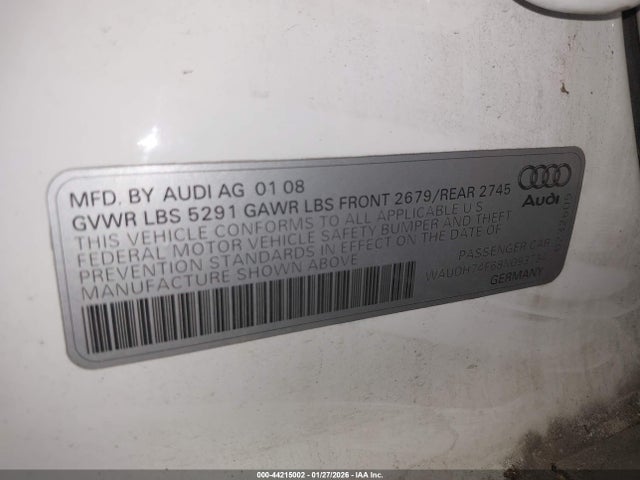 MFD. BY AUDI AG 01 08
GVWR LBS 5291 GAWR LBS FRONT 2679/REAR 2745
THIS VEHICLE CONFORMS TO ALL APPLICABLE U S
FEDERAL MOTOR VEHICLE SAFETY BUMPER AND THEFT
PREVENTION STANDARDS IN EFFECT ON THE DATE OF
MANUFACTURE SHOWN ABOVE
Audi
PASSENGER CAR
GERMANY
000-44215002 - 01/27/2026 - IAA Inc.